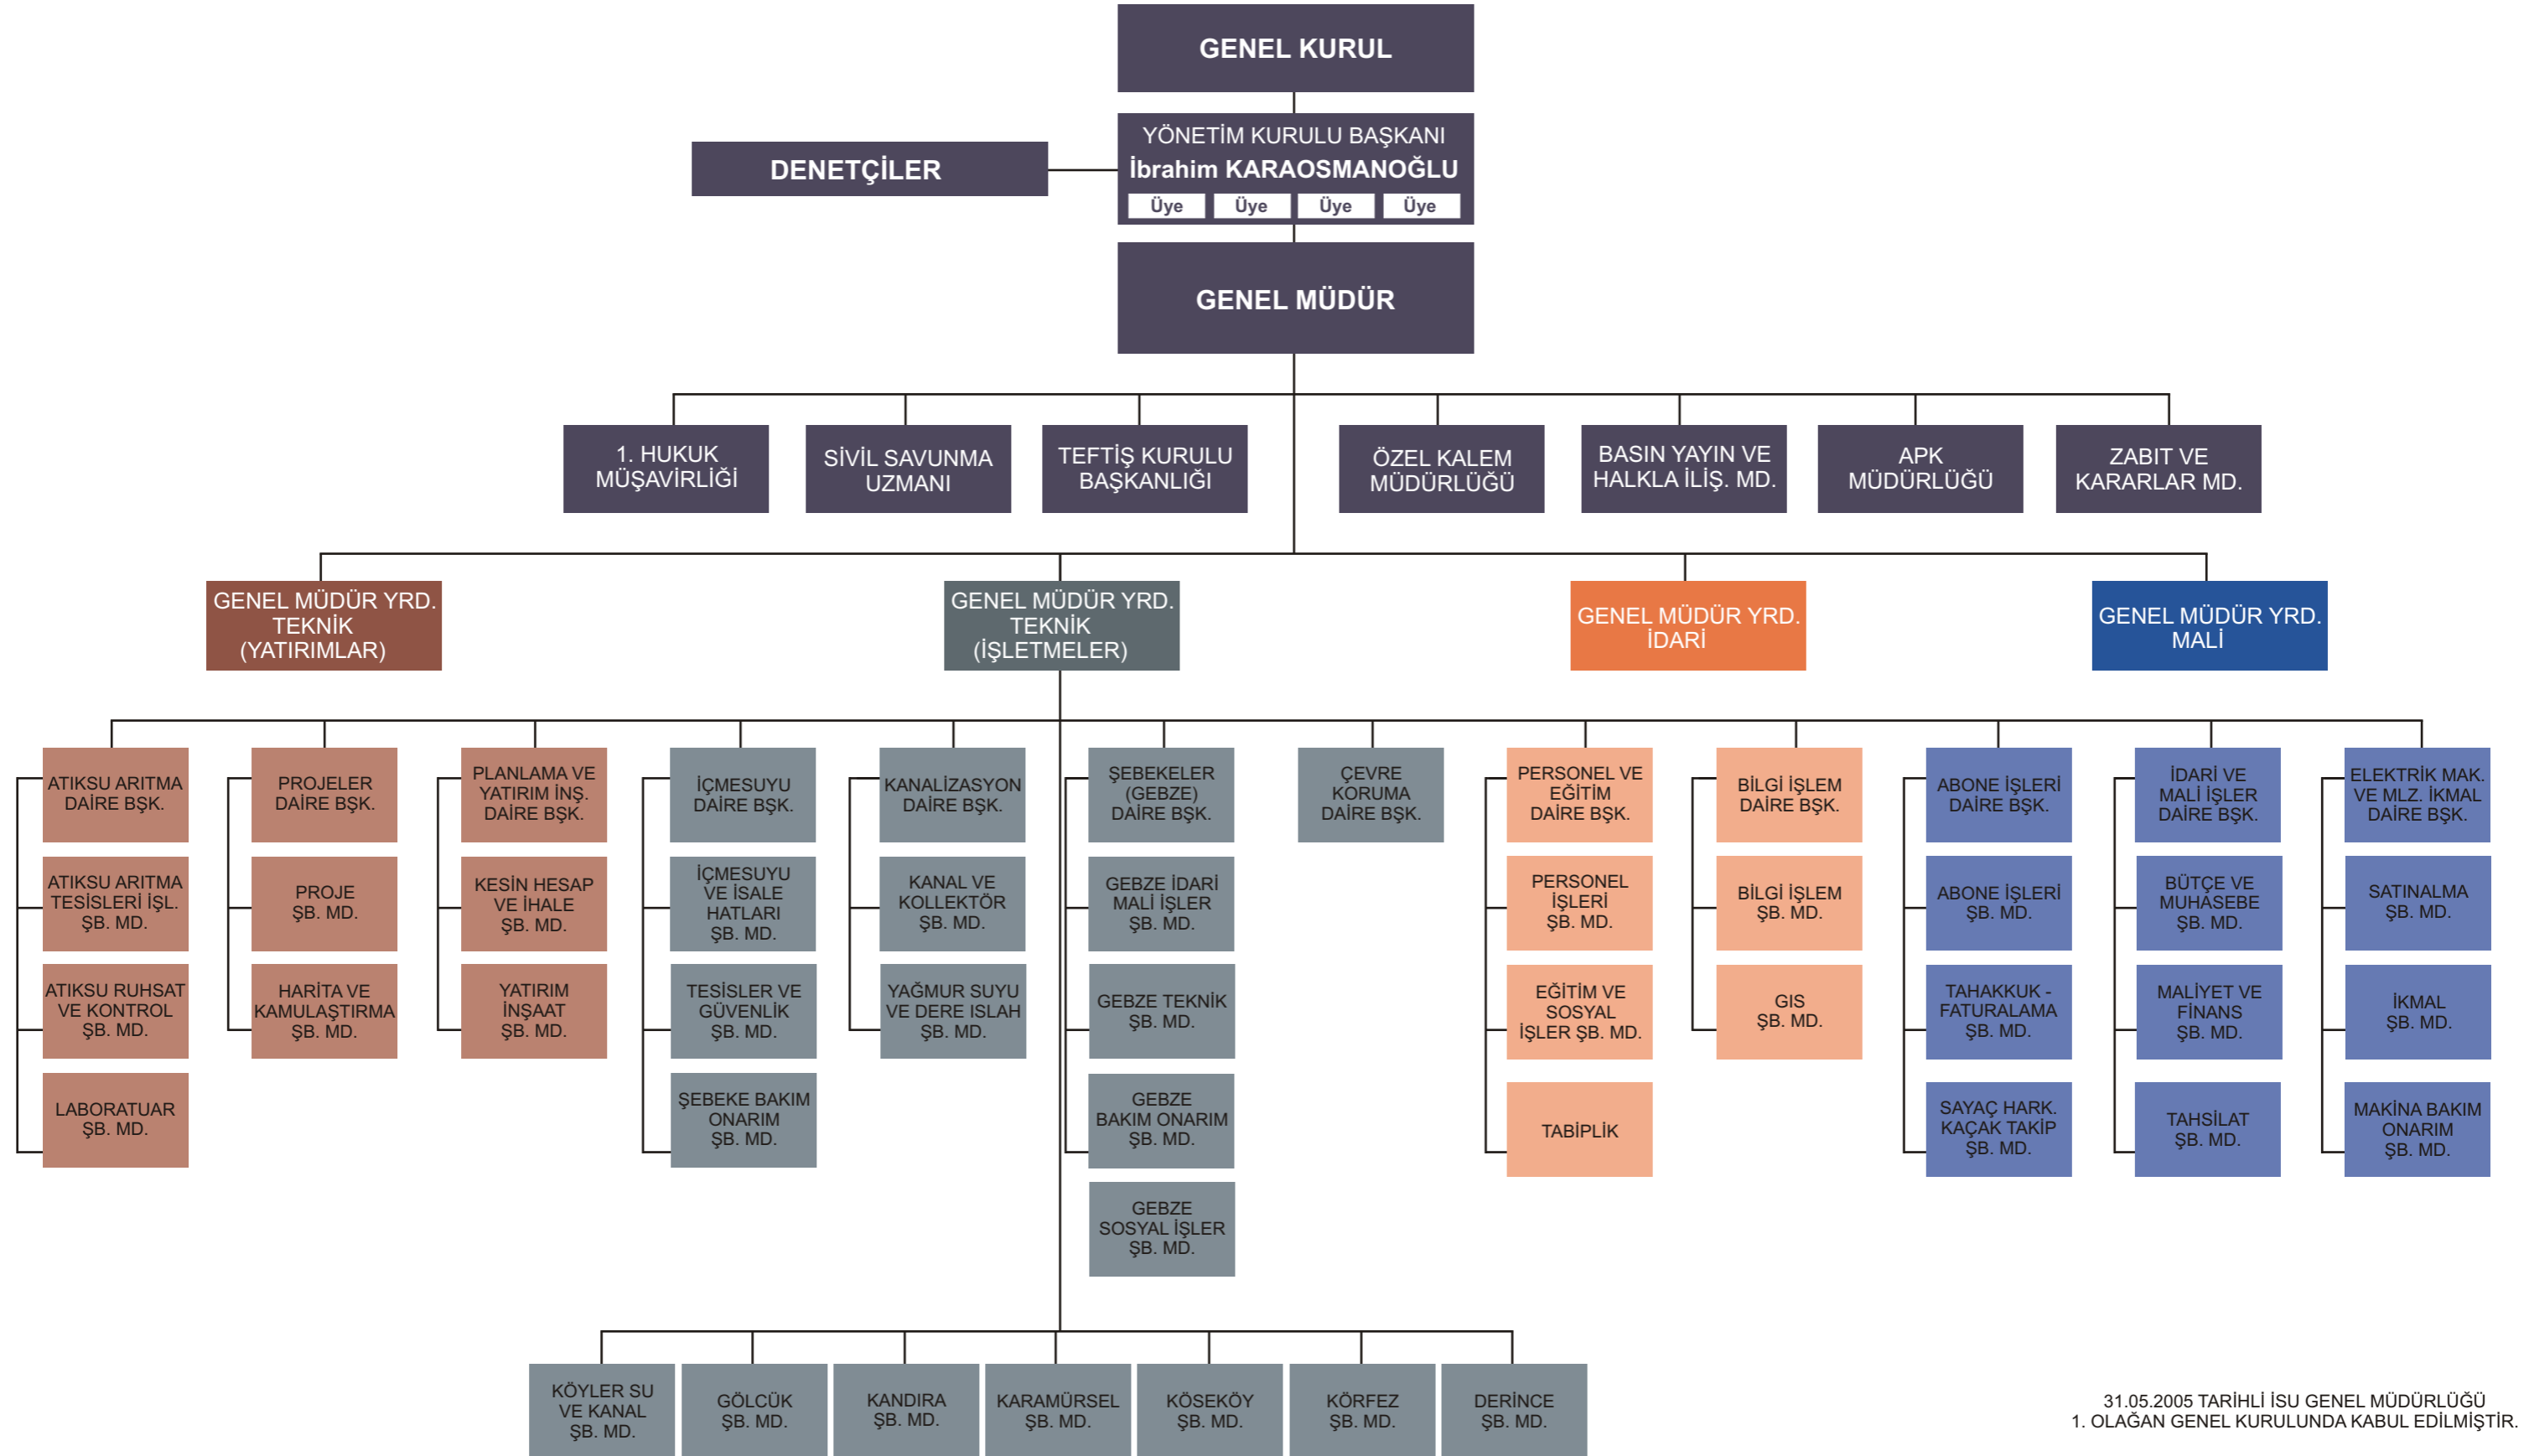 GENEL KURUL
YÖNETİM KURULU BAŞKANI
İbrahim KARAOSMANOĞLU
Üye
Üye
Üye
Üye
DENETÇİLER
GENEL MÜDÜR
1. HUKUK
MÜŞAVİRLİĞİ
SİVİL SAVUNMA
UZMANI
TEFTİŞ KURULU
BAŞKANLIĞI
ÖZEL KALEM
MÜDÜRLÜĞÜ
BASIN YAYIN VE
HALKLA İLİŞ. MD.
APK
MÜDÜRLÜĞÜ
ZABIT VE
KARARLAR MD.
GENEL MÜDÜR YRD.
TEKNİK
(YATIRIMLAR)
GENEL MÜDÜR YRD.
TEKNİK
(İŞLETMELER)
GENEL MÜDÜR YRD.
İDARİ
GENEL MÜDÜR YRD.
MALİ
ATIKSU ARITMA
DAİRE BŞK.
ATIKSU ARITMA
TESİSLERİ İŞL.
ŞB. MD.
ATIKSU RUHSAT
VE KONTROL
ŞB. MD.
LABORATUAR
ŞB. MD.
PROJELER
DAİRE BŞK.
PROJE
ŞB. MD.
HARİTA VE
KAMULAŞTIRMA
ŞB. MD.
PLANLAMA VE
YATIRIM İNŞ.
DAİRE BŞK.
KESİN HESAP
VE İHALE
ŞB. MD.
YATIRIM
İNŞAAT
ŞB. MD.
İÇMESUYU
DAİRE BŞK.
İÇMESUYU
VE İSALE
HATLARI
ŞB. MD.
TESİSLER VE
GÜVENLİK
ŞB. MD.
ŞEBEKE BAKIM
ONARIM
ŞB. MD.
KANALİZASYON
DAİRE BŞK.
KANAL VE
KOLLEKTÖR
ŞB. MD.
YAĞMUR SUYU
VE DERE ISLAH
ŞB. MD.
ŞEBEKELER
(GEBZE)
DAİRE BŞK.
GEBZE İDARİ
MALİ İŞLER
ŞB. MD.
GEBZE TEKNİK
ŞB. MD.
GEBZE
BAKIM ONARIM
ŞB. MD.
GEBZE
SOSYAL İŞLER
ŞB. MD.
ÇEVRE
KORUMA
DAİRE BŞK.
PERSONEL VE
EĞİTİM
DAİRE BŞK.
PERSONEL
İŞLERİ
ŞB. MD.
EĞİTİM VE
SOSYAL
İŞLER ŞB. MD.
TABİPLİK
BİLGİ İŞLEM
DAİRE BŞK.
BİLGİ İŞLEM
ŞB. MD.
GIS
ŞB. MD.
ABONE İŞLERİ
DAİRE BŞK.
ABONE İŞLERİ
ŞB. MD.
TAHAKKUK -
FATURALAMA
ŞB. MD.
SAYAÇ HARK.
KAÇAK TAKİP
ŞB. MD.
İDARİ VE
MALİ İŞLER
DAİRE BŞK.
BÜTÇE VE
MUHASEBE
ŞB. MD.
MALİYET VE
FİNANS
ŞB. MD.
TAHSİLAT
ŞB. MD.
ELEKTRİK MAK.
VE MLZ. İKMAL
DAİRE BŞK.
SATINALMA
ŞB. MD.
İKMAL
ŞB. MD.
MAKİNA BAKIM
ONARIM
ŞB. MD.
KÖYLER SU
VE KANAL
ŞB. MD.
GÖLCÜK
ŞB. MD.
KANDIRA
ŞB. MD.
KARAMÜRSEL
ŞB. MD.
KÖSEKÖY
ŞB. MD.
KÖRFEZ
ŞB. MD.
DERİNCE
ŞB. MD.
31.05.2005 TARİHLİ İSU GENEL MÜDÜRLÜĞÜ
1. OLAĞAN GENEL KURULUNDA KABUL EDİLMİŞTİR.